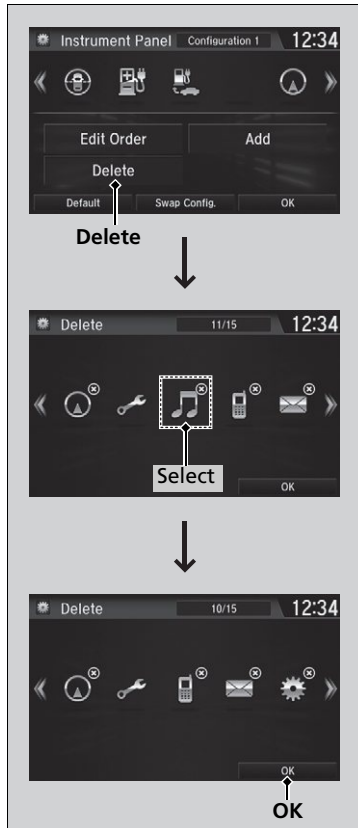 Instrument Panel Configuration 1 12:34
Edit Order Add
Delete
Default Swap Config. OK
Delete
Delete 11/15 12:34
Select
OK
Delete 10/15 12:34
OK
OK